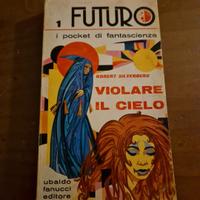 1 FUTURO
i pocket di fantascienza
ROBERT SILVERBERG
VIOLARE
IL CIELO
ubaldo
fanucci
editore